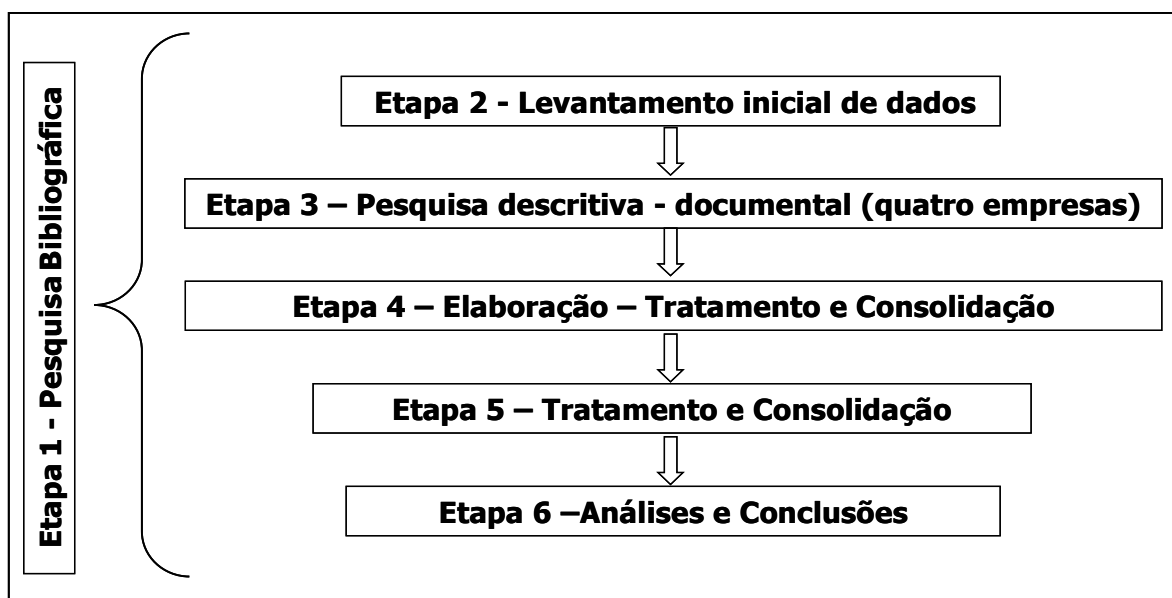 Etapa 1 - Pesquisa Bibliográfica
Etapa 2 - Levantamento inicial de dados
Etapa 3 – Pesquisa descritiva - documental (quatro empresas)
Etapa 4 – Elaboração – Tratamento e Consolidação
Etapa 5 – Tratamento e Consolidação
Etapa 6 –Análises e Conclusões